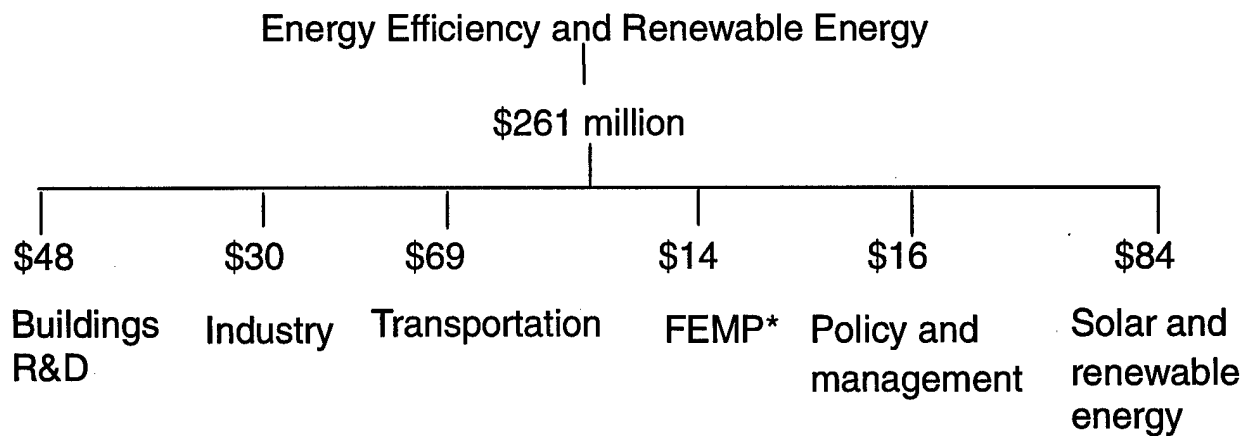 Energy Efficiency and Renewable Energy
$261 million
$48 $30 $69 $14 $16 $84
Buildings R&D
Industry
Transportation
FEMP*
Policy and
management
Solar and
renewable
energy